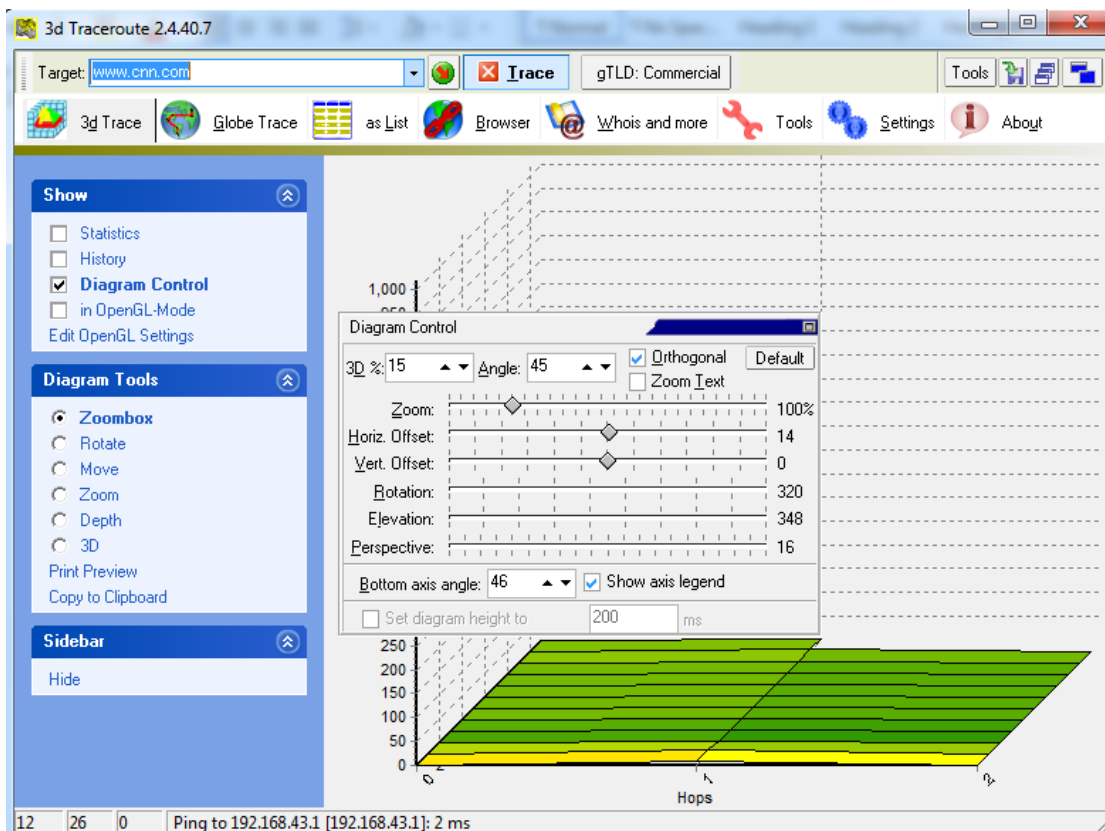 3d Traceroute 2.4.40.7
Target: www.cnn.com Trace gTLD: Commercial Tools
3d Trace Globe Trace as List Browser Whois and more Tools Settings About
Show
Statistics
History
Diagram Control
in OpenGL-Mode
Edit OpenGL Settings
Diagram Tools
Zoombox
Rotate
Move
Zoom
Depth
3D
Print Preview
Copy to Clipboard
Sidebar
Hide
1,000
Diagram Control
3D %: 15 Angle: 45 Orthogonal Default
Zoom Text
Zoom: 100%
Horiz. Offset: 14
Vert. Offset: 0
Rotation: 320
Elevation: 348
Perspective: 16
Bottom axis angle: 46 Show axis legend
Set diagram height to 200 ms
250
200
150
100
50
0
0 1 2
Hops
12 26 0 Ping to 192.168.43.1 [192.168.43.1]: 2 ms